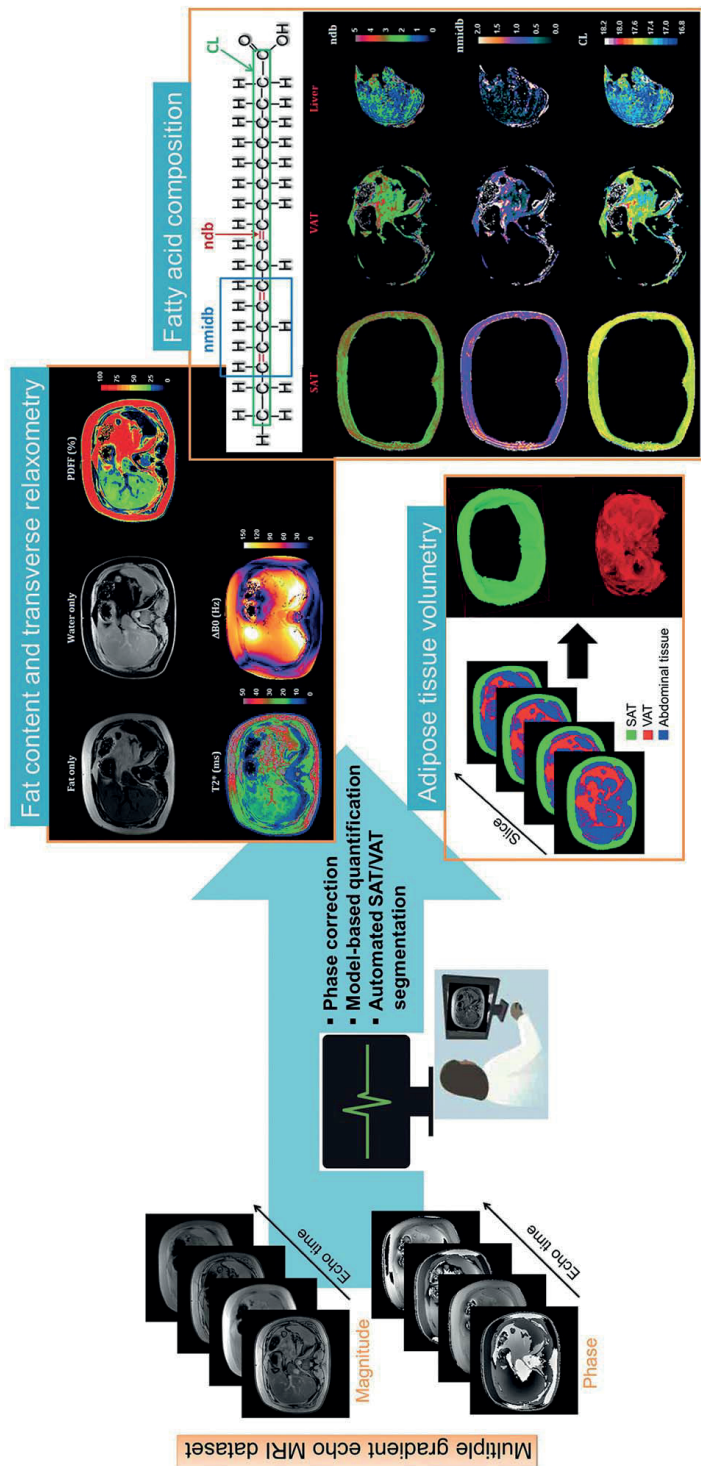 Multiple gradient echo MRI dataset
Magnitude
Echo time
Phase
Echo time
▪ Phase correction
▪ Model-based quantification
▪ Automated SAT/VAT
segmentation
Fat content and transverse relaxometry
Fat only
Water only
PDFF (%)
100
75
50
25
0
T2* (ms)
50
40
30
20
10
0
ΔB0 (Hz)
150
120
90
60
30
0
Adipose tissue volumetry
Slice
SAT
VAT
Abdominal tissue
Fatty acid composition
nmidb
ndb
CL
H H H H H H H H H H H H H H H O
H C C C C C C C C C C C C C C C C C C OH
H H H H H H H H H H H H
SAT
VAT
Liver
ndb
5
4
3
2
1
0
nmidb
2.0
1.5
1.0
0.5
0.0
CL
18.2
18.0
17.6
17.4
17.0
16.8